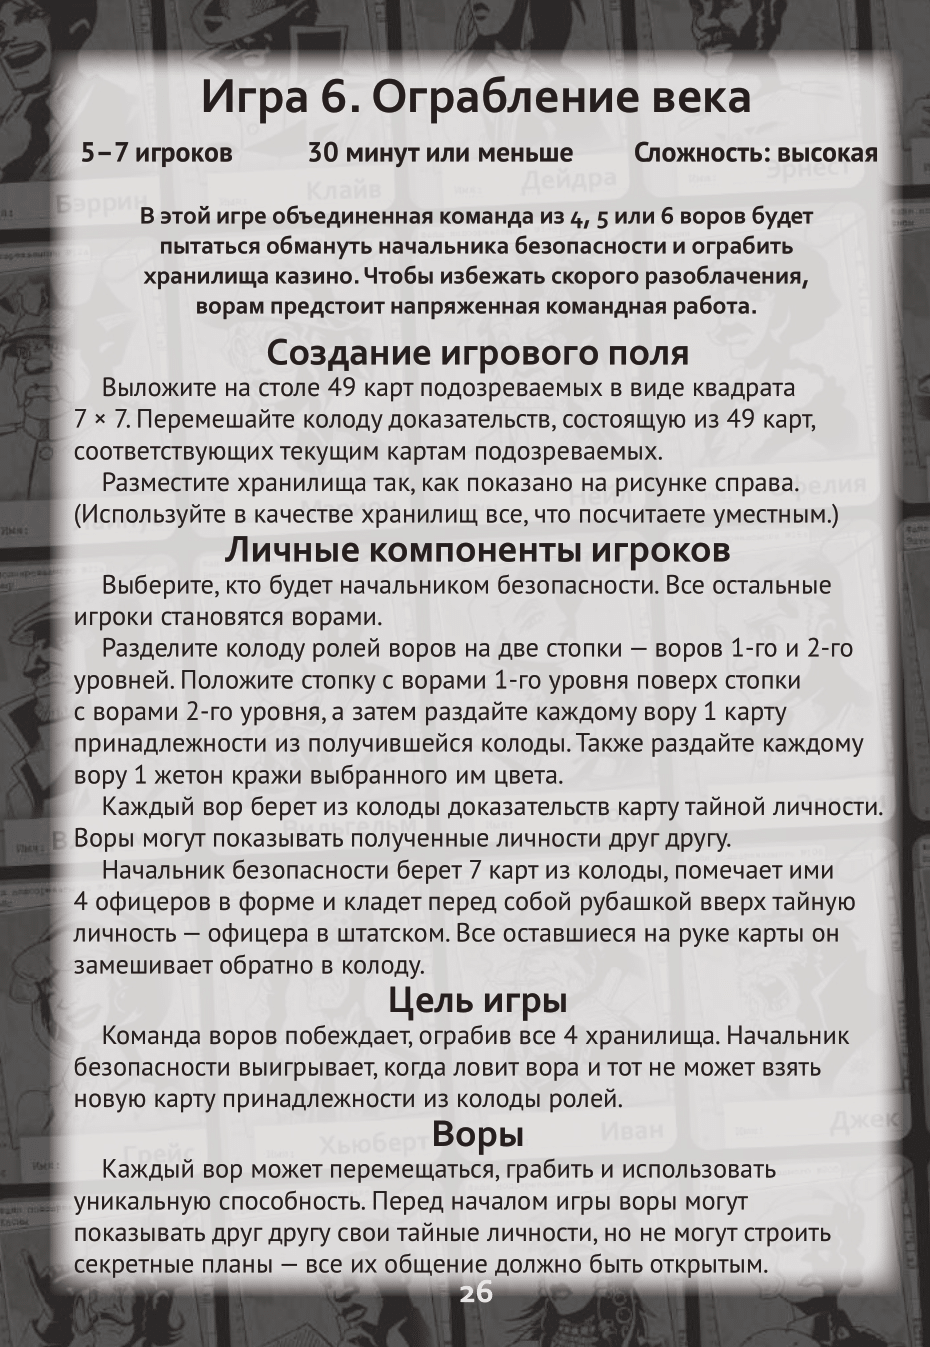 Игра 6. Ограбление века
5–7 игроков 30 минут или меньше Сложность: высокая
В этой игре объединенная команда из 4, 5 или 6 воров будет
пытаться обмануть начальника безопасности и ограбить
хранилища казино. Чтобы избежать скорого разоблачения,
ворам предстоит напряженная командная работа.
Создание игрового поля
Выложите на столе 49 карт подозреваемых в виде квадрата
7 × 7. Перемешайте колоду доказательств, состоящую из 49 карт,
соответствующих текущим картам подозреваемых.
Разместите хранилища так, как показано на рисунке справа.
(Используйте в качестве хранилищ все, что посчитаете уместным.)
Личные компоненты игроков
Выберите, кто будет начальником безопасности. Все остальные
игроки становятся ворами.
Разделите колоду ролей воров на две стопки — воров 1-го и 2-го
уровней. Положите стопку с ворами 1-го уровня поверх стопки
с ворами 2-го уровня, а затем раздайте каждому вору 1 карту
принадлежности из получившейся колоды. Также раздайте каждому
вору 1 жетон кражи выбранного им цвета.
Каждый вор берет из колоды доказательств карту тайной личности.
Воры могут показывать полученные личности друг другу.
Начальник безопасности берет 7 карт из колоды, помечает ими
4 офицеров в форме и кладет перед собой рубашкой вверх тайную
личность — офицера в штатском. Все оставшиеся на руке карты он
замешивает обратно в колоду.
Цель игры
Команда воров побеждает, ограбив все 4 хранилища. Начальник
безопасности выигрывает, когда ловит вора и тот не может взять
новую карту принадлежности из колоды ролей.
Воры
Каждый вор может перемещаться, грабить и использовать
уникальную способность. Перед началом игры воры могут
показывать друг другу свои тайные личности, но не могут строить
секретные планы — все их общение должно быть открытым.
26
Бэррин
Клайв
Дейдра
Эрнест
Нейл
Вильгельм
Грейс
Хьюберт
Иван
Джек